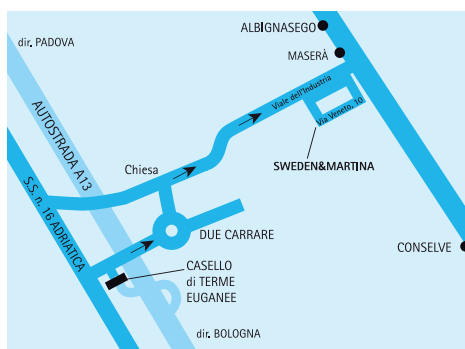 ALBIGNASEGO
dir. PADOVA
MASERÀ
Viale dell'Industria
Via Veneto, 10
AUTOSTRADA A13
Chiesa
SWEDEN&MARTINA
S.S. n. 16 ADRIATICA
DUE CARRARE
CONSELVE
CASELLO
di TERME
EUGANEE
dir. BOLOGNA